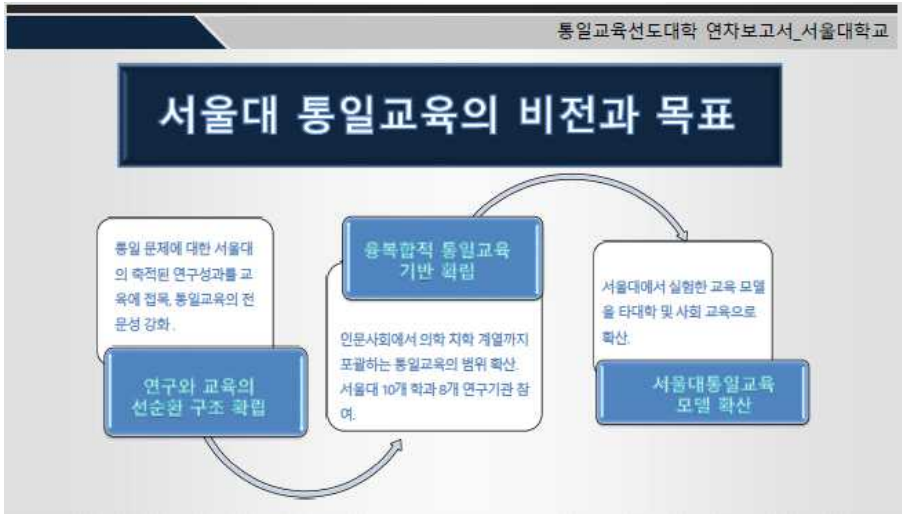 통일교육선도대학 연차보고서_서울대학교
서울대 통일교육의 비전과 목표
통일 문제에 대한 서울대
의 축적된 연구성과를 교
육에 접목, 통일교육의 전
문성 강화 .
연구와 교육의
선순환 구조 확립
융복합적 통일교육
기반 확립
인문사회에서 의학 치학 계열까지
포괄하는 통일교육의 범위 확산.
서울대 10개 학과 8개 연구기관 참
여.
서울대에서 실험한 교육 모델
을 타대학 및 사회 교육으로
확산.
서울대통일교육
모델 확산